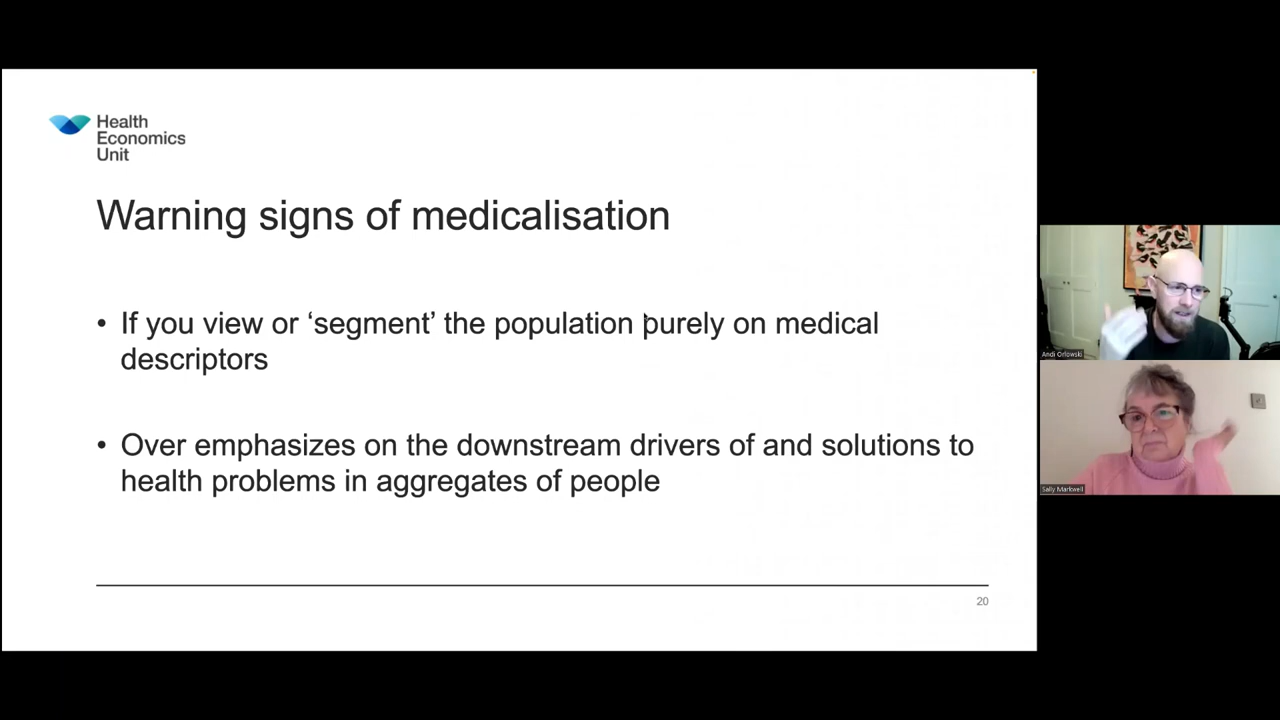 Health
Economics
Unit
Warning signs of medicalisation
• If you view or ‘segment’ the population purely on medical
descriptors
• Over emphasizes on the downstream drivers of and solutions to
health problems in aggregates of people
20
Andi Orlowski
Sally Markwell